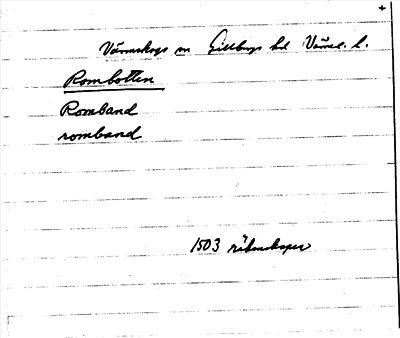 +
Värmskogs sn Gillbergs hd Värml. l.
Rombotten
Romband
romband
1503 räkenskaper